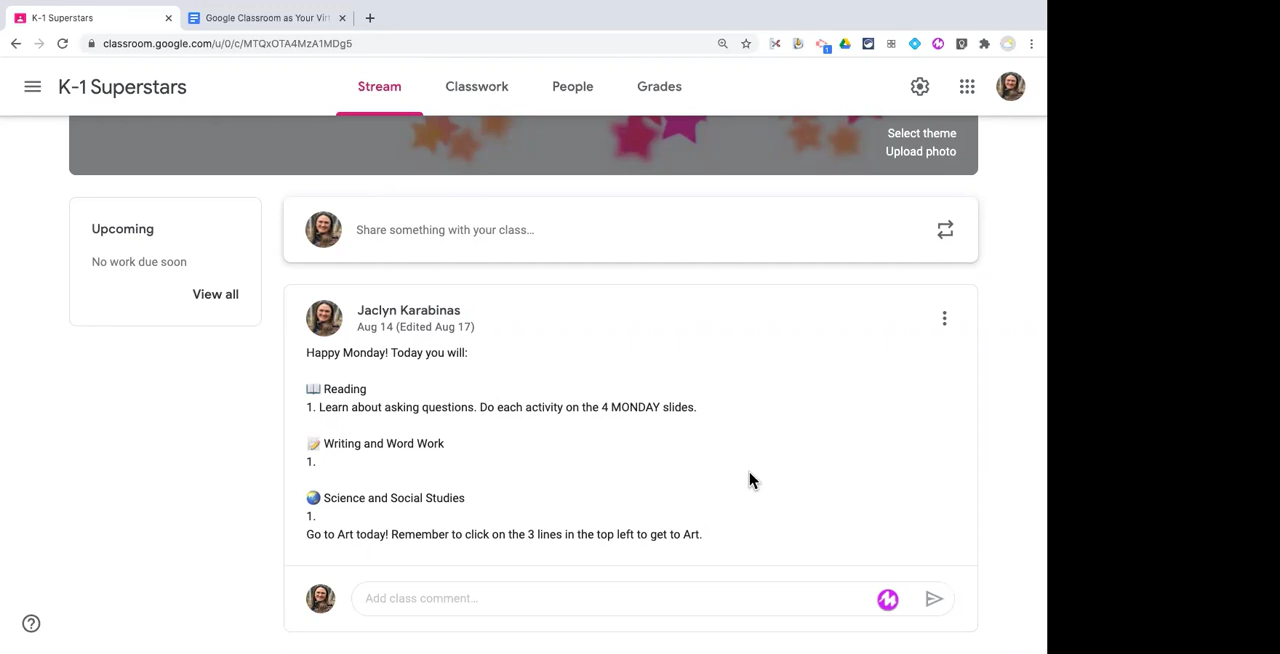 K-1 Superstars
Google Classroom as Your Virt
classroom.google.com/u/0/c/MTQxOTA4MzA1MDg5
1
K-1 Superstars
Stream
Classwork
People
Grades
Select theme
Upload photo
Upcoming
No work due soon
View all
Share something with your class...
Jaclyn Karabinas
Aug 14 (Edited Aug 17)
Happy Monday! Today you will:
📖 Reading
1. Learn about asking questions. Do each activity on the 4 MONDAY slides.
📝 Writing and Word Work
1.
🌏 Science and Social Studies
1.
Go to Art today! Remember to click on the 3 lines in the top left to get to Art.
Add class comment...